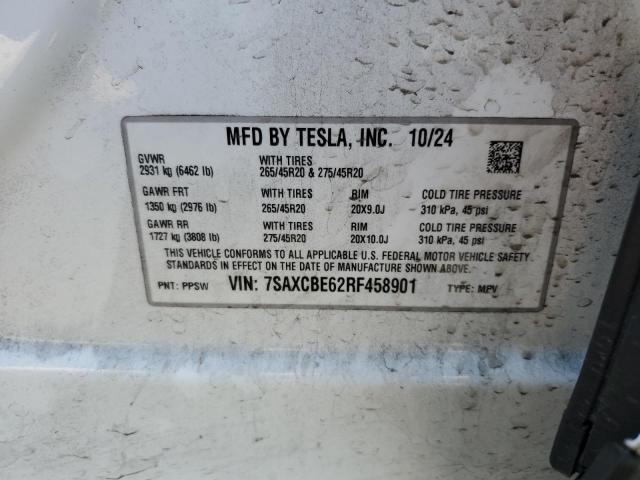 MFD BY TESLA, INC. 10/24
GVWR WITH TIRES
2931 kg (6462 lb) 265/45R20 & 275/45R20
GAWR FRT WITH TIRES RIM COLD TIRE PRESSURE
1350 kg (2976 lb) 265/45R20 20X9.0J 310 kPa, 45 psi
GAWR RR WITH TIRES RIM COLD TIRE PRESSURE
1727 kg (3808 lb) 275/45R20 20X10.0J 310 kPa, 45 psi
THIS VEHICLE CONFORMS TO ALL APPLICABLE U.S. FEDERAL MOTOR VEHICLE SAFETY
STANDARDS IN EFFECT ON THE DATE OF MANUFACTURE SHOWN ABOVE.
PNT: PPSW VIN: 7SAXCBE62RF458901 TYPE: MPV